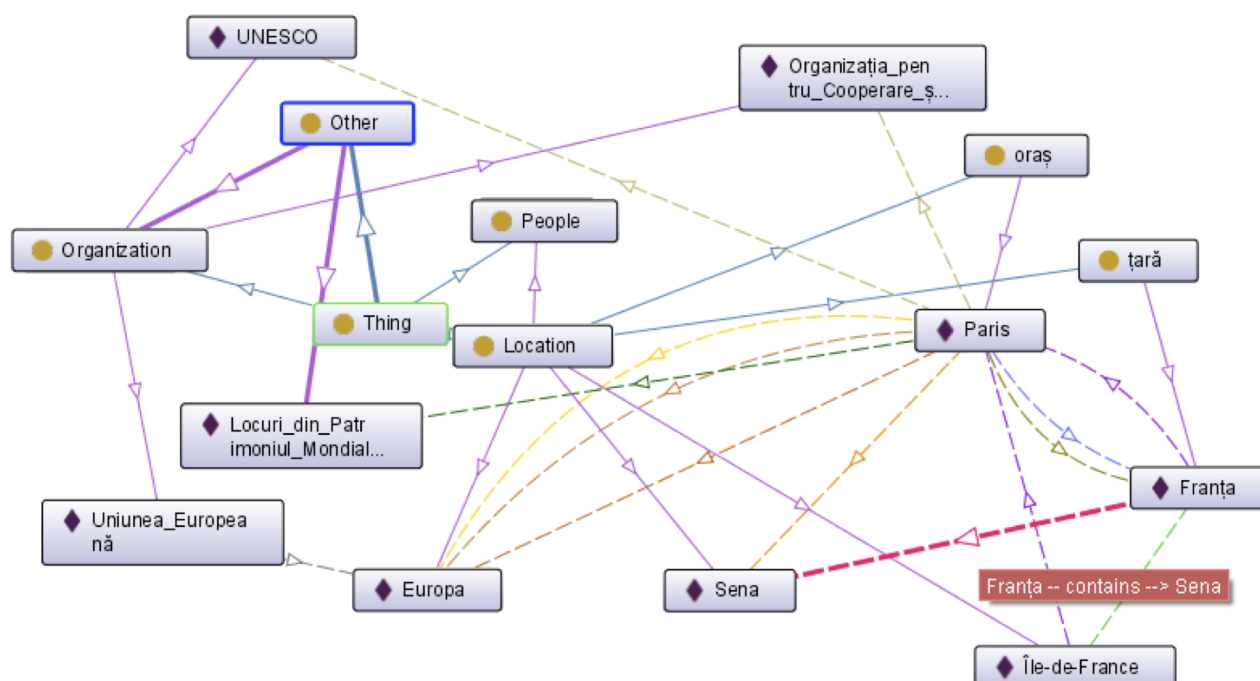 UNESCO
Organizația_pen
tru_Cooperare_ș...
Other
oraș
People
Organization
țară
Thing
Paris
Location
Locuri_din_Patr
imoniul_Mondial...
Franța
Uniunea_Europea
nă
Europa
Sena
Franța -- contains --> Sena
Île-de-France